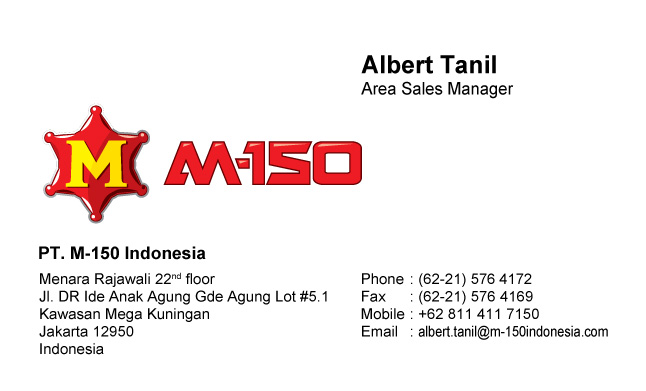 Albert Tanil
Area Sales Manager
M
M-150
PT. M-150 Indonesia
Menara Rajawali 22nd floor
Jl. DR Ide Anak Agung Gde Agung Lot #5.1
Kawasan Mega Kuningan
Jakarta 12950
Indonesia
Phone : (62-21) 576 4172
Fax : (62-21) 576 4169
Mobile : +62 811 411 7150
Email : albert.tanil@m-150indonesia.com